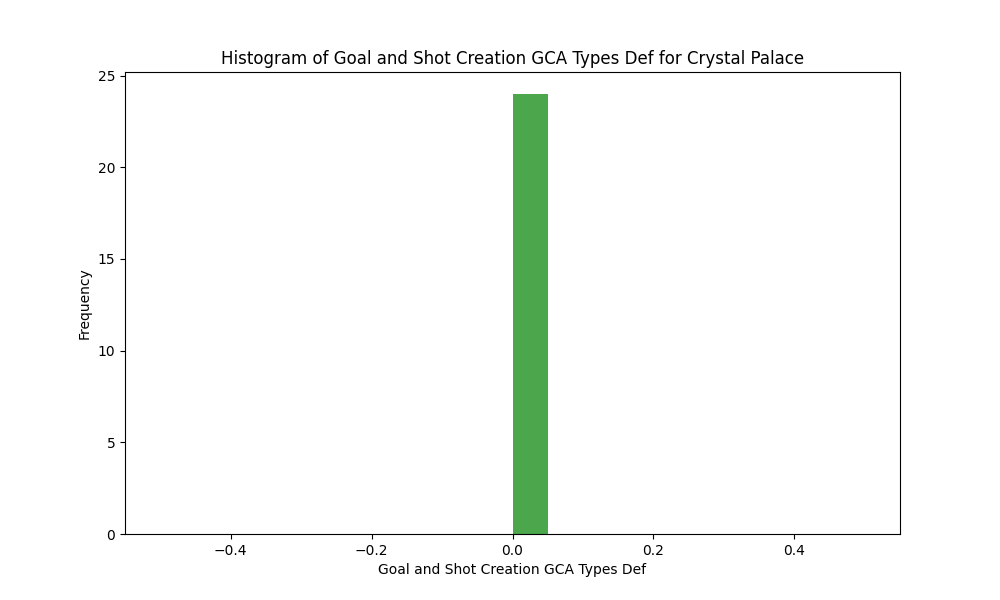 Histogram of Goal and Shot Creation GCA Types Def for Crystal Palace
25
20
15
10
5
0
Frequency
−0.4 −0.2 0.0 0.2 0.4
Goal and Shot Creation GCA Types Def